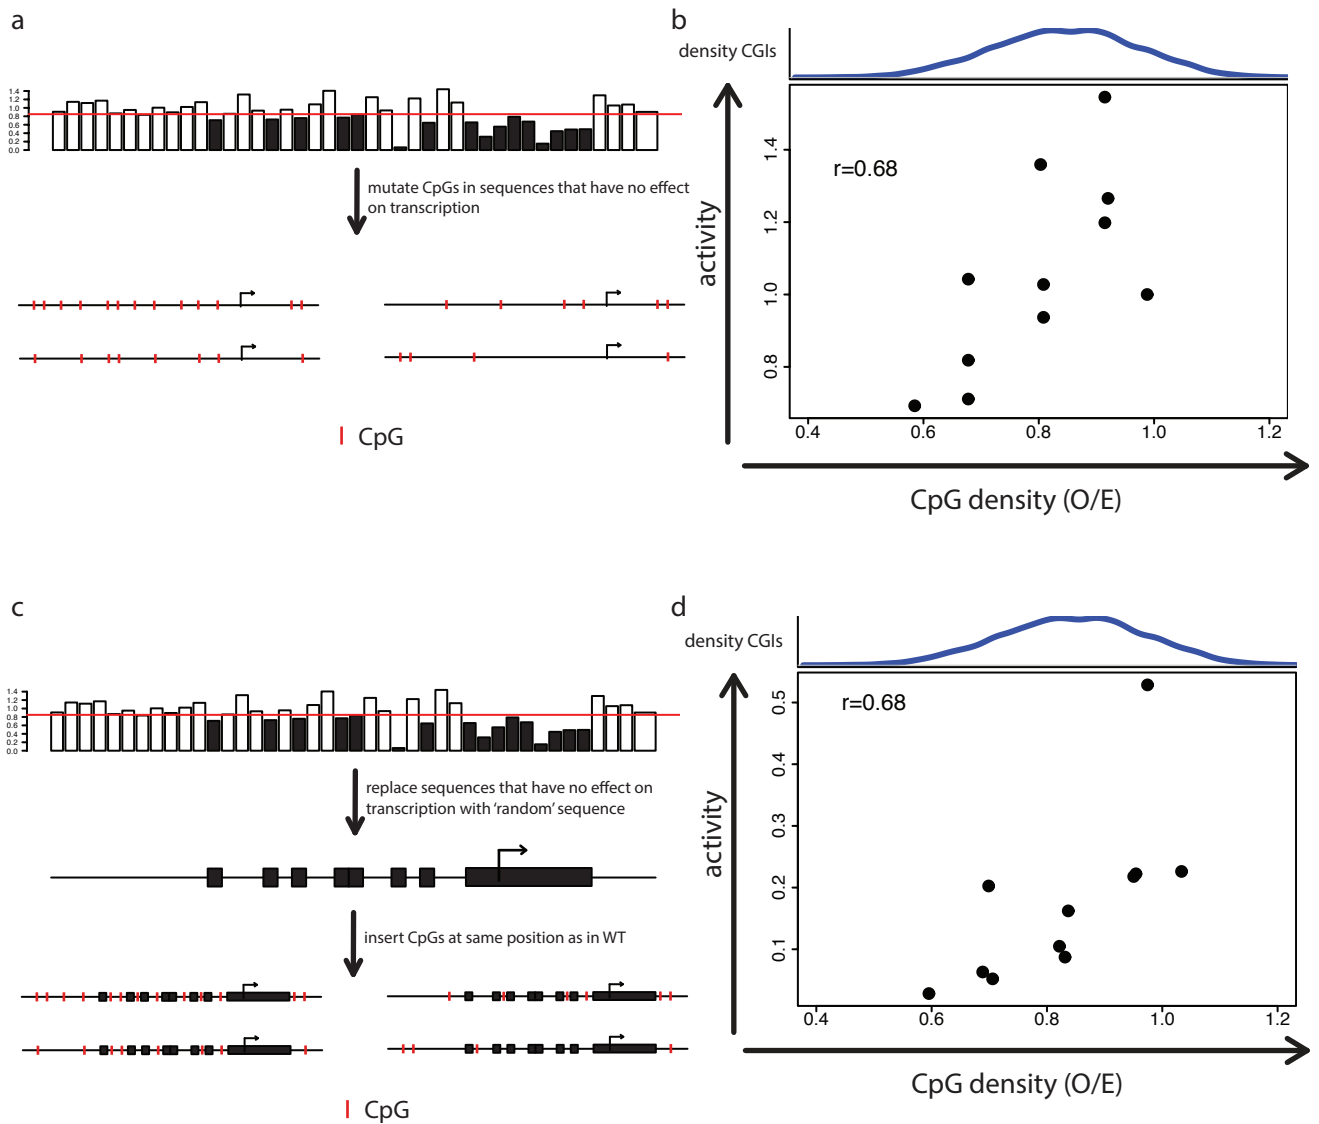 a
1.4
1.2
1.0
0.8
0.6
0.4
0.2
0.0
mutate CpGs in sequences that have no effect
on transcription
CpG
b
density CGIs
r=0.68
activity
1.4
1.2
1.0
0.8
0.4 0.6 0.8 1.0 1.2
CpG density (O/E)
c
1.4
1.2
1.0
0.8
0.6
0.4
0.2
0.0
replace sequences that have no effect on
transcription with ‘random’ sequence
insert CpGs at same position as in WT
CpG
d
density CGIs
r=0.68
activity
0.5
0.4
0.3
0.2
0.1
0.4 0.6 0.8 1.0 1.2
CpG density (O/E)